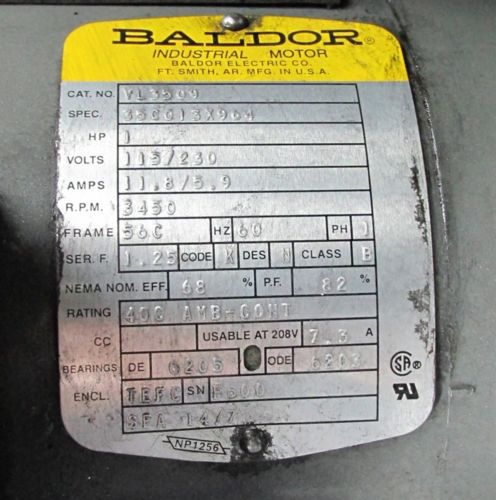 BALDOR®
INDUSTRIAL MOTOR
BALDOR ELECTRIC CO.
FT. SMITH, AR. MFG. IN U.S.A.
CAT. NO. VL3509
SPEC. 35CC13X964
HP 1
VOLTS 115/230
AMPS 11.8/5.9
R.P.M. 3450
FRAME 56C HZ 60 PH 1
SER. F. 1.25 CODE K DES N CLASS B
NEMA NOM. EFF. 68 % P.F. 82 %
RATING 40C AMB-CONT
CC USABLE AT 208V 7.3 A
BEARINGS DE 6205 ODE 6203
ENCL. TEFC SN F600
SFA 14/7
NP1256
SA®